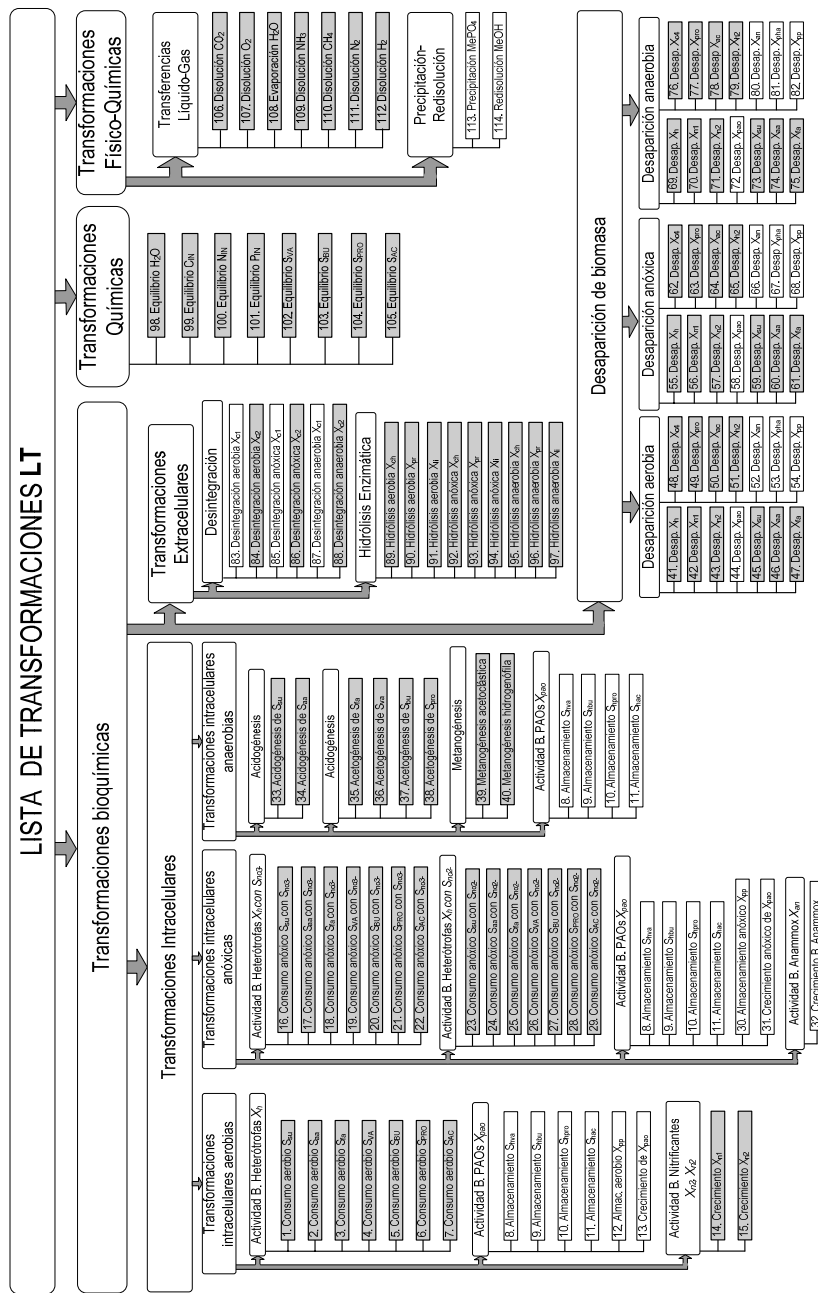 LISTA DE TRANSFORMACIONES LT
Transformaciones bioquímicas
Transformaciones Intracelulares
Transformaciones
intracelulares aerobias
Actividad B. Heterótrofas Xh
1. Consumo aerobio Ssu
2. Consumo aerobio Saa
3. Consumo aerobio Sfa
4. Consumo aerobio SVA
5. Consumo aerobio SBU
6. Consumo aerobio SPRO
7. Consumo aerobio SAC
Actividad B. PAOs Xpao
8. Almacenamiento Shva
9. Almacenamiento Shbu
10. Almacenamiento Shpro
11. Almacenamiento Shac
12. Almac. aerobio Xpp
13. Crecimiento de Xpao
Actividad B. Nitrificantes
Xn1, Xn2
14. Crecimiento Xn1
15. Crecimiento Xn2
Transformaciones intracelulares
anóxicas
Actividad B. Heterótrofas Xh con Sno3-
16. Consumo anóxico Ssu con Sno3-
17. Consumo anóxico Saa con Sno3-
18. Consumo anóxico Sfa con Sno3-
19. Consumo anóxico SVA con Sno3-
20. Consumo anóxico SBU con Sno3-
21. Consumo anóxico SPRO con Sno3-
22. Consumo anóxico SAC con Sno3-
Actividad B. Heterótrofas Xh con Sno2-
23. Consumo anóxico Ssu con Sno2-
24. Consumo anóxico Saa con Sno2-
25. Consumo anóxico Sfa con Sno2-
26. Consumo anóxico SVA con Sno2-
27. Consumo anóxico SBU con Sno2-
28. Consumo anóxico SPRO con Sno2-
29. Consumo anóxico SAC con Sno2-
Actividad B. PAOs Xpao
8. Almacenamiento Shva
9. Almacenamiento Shbu
10. Almacenamiento Shpro
11. Almacenamiento Shac
30. Almacenamiento anóxico Xpp
31. Crecimiento anóxico de Xpao
Actividad B. Anammox Xan
32. Crecimiento B. Anammox
Transformaciones intracelulares
anaerobias
Acidogénesis
33. Acidogénesis de Ssu
34. Acidogénesis de Saa
Acidogénesis
35. Acetogénesis de Sfa
36. Acetogénesis de Sva
37. Acetogénesis de Sbu
38. Acetogénesis de Spro
Metanogénesis
39. Metanogénesis acetoclástica
40. Metanogénesis hidrogenófila
Actividad B. PAOs Xpao
8. Almacenamiento Shva
9. Almacenamiento Shbu
10. Almacenamiento Shpro
11. Almacenamiento Shac
Transformaciones
Extracelulares
Desintegración
83. Desintegración aerobia Xc1
84. Desintegración aerobia Xc2
85. Desintegración anóxica Xc1
86. Desintegración anóxica Xc2
87. Desintegración anaerobia Xc1
88. Desintegración anaerobia Xc2
Hidrólisis Enzimática
89. Hidrólisis aerobia Xch
90. Hidrólisis aerobia Xpr
91. Hidrólisis aerobia Xli
92. Hidrólisis anóxica Xch
93. Hidrólisis anóxica Xpr
94. Hidrólisis anóxica Xli
95. Hidrólisis anaerobia Xch
96. Hidrólisis anaerobia Xpr
97. Hidrólisis anaerobia Xli
Desaparición de biomasa
Desaparición aerobia
41. Desap. Xh
42. Desap. Xn1
43. Desap. Xn2
44. Desap. Xpao
45. Desap. Xsu
46. Desap. Xaa
47. Desap. Xfa
48. Desap. Xc4
49. Desap. Xpro
50. Desap. Xac
51. Desap. Xh2
52. Desap. Xan
53. Desap. Xpha
54. Desap. Xpp
Desaparición anóxica
55. Desap. Xh
56. Desap. Xn1
57. Desap. Xn2
58. Desap. Xpao
59. Desap. Xsu
60. Desap. Xaa
61. Desap. Xfa
62. Desap. Xc4
63. Desap. Xpro
64. Desap. Xac
65. Desap. Xh2
66. Desap. Xan
67. Desap. Xpha
68. Desap. Xpp
Desaparición anaerobia
69. Desap. Xh
70. Desap. Xn1
71. Desap. Xn2
72. Desap. Xpao
73. Desap. Xsu
74. Desap. Xaa
75. Desap. Xfa
76. Desap. Xc4
77. Desap. Xpro
78. Desap. Xac
79. Desap. Xh2
80. Desap. Xan
81. Desap. Xpha
82. Desap. Xpp
Transformaciones
Químicas
98. Equilibrio H2O
99. Equilibrio CIN
100. Equilibrio NIN
101. Equilibrio PIN
102. Equilibrio SVA
103. Equilibrio SBU
104. Equilibrio SPRO
105. Equilibrio SAC
Transformaciones
Físico-Químicas
Transferencias
Líquido-Gas
106. Disolución CO2
107. Disolución O2
108. Evaporación H2O
109. Disolución NH3
110. Disolución CH4
111. Disolución N2
112. Disolución H2
Precipitación-
Redisolución
113. Precipitación MePO4
114. Redisolución MeOH